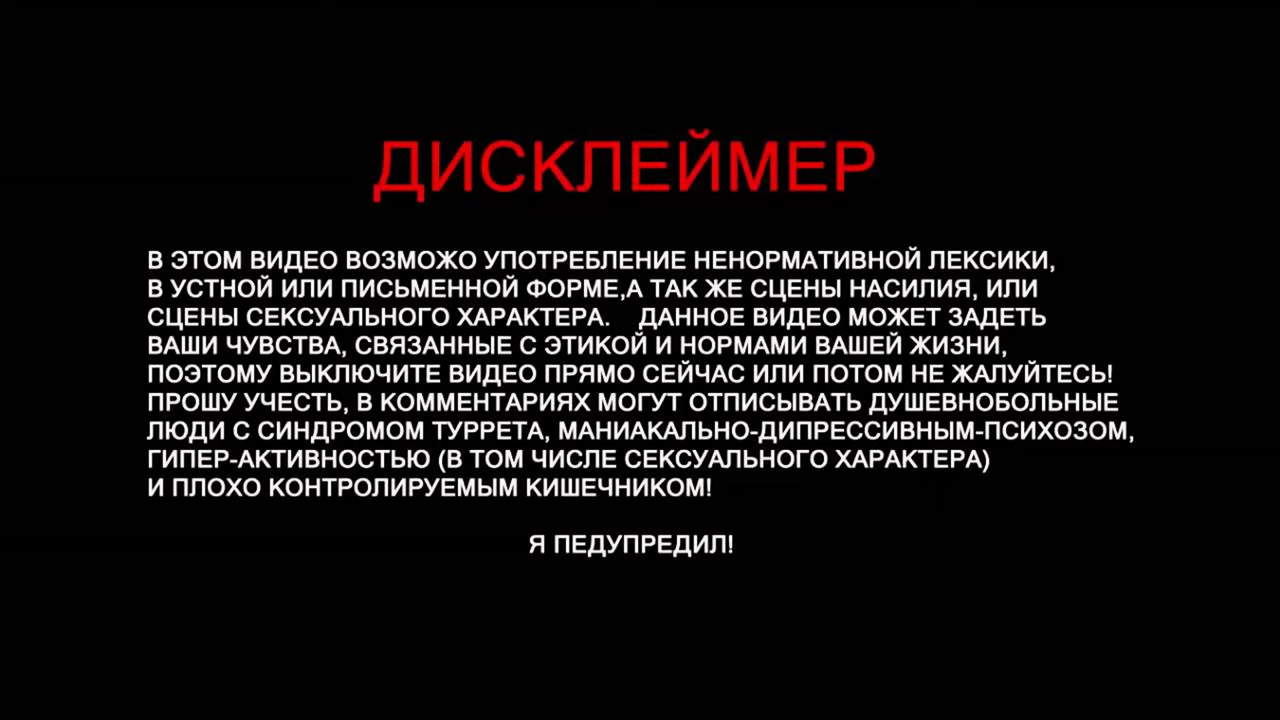 ДИСКЛЕЙМЕР
В ЭТОМ ВИДЕО ВОЗМОЖО УПОТРЕБЛЕНИЕ НЕНОРМАТИВНОЙ ЛЕКСИКИ,
В УСТНОЙ ИЛИ ПИСЬМЕННОЙ ФОРМЕ,А ТАК ЖЕ СЦЕНЫ НАСИЛИЯ, ИЛИ
СЦЕНЫ СЕКСУАЛЬНОГО ХАРАКТЕРА. ДАННОЕ ВИДЕО МОЖЕТ ЗАДЕТЬ
ВАШИ ЧУВСТВА, СВЯЗАННЫЕ С ЭТИКОЙ И НОРМАМИ ВАШЕЙ ЖИЗНИ,
ПОЭТОМУ ВЫКЛЮЧИТЕ ВИДЕО ПРЯМО СЕЙЧАС ИЛИ ПОТОМ НЕ ЖАЛУЙТЕСЬ!
ПРОШУ УЧЕСТЬ, В КОММЕНТАРИЯХ МОГУТ ОТПИСЫВАТЬ ДУШЕВНОБОЛЬНЫЕ
ЛЮДИ С СИНДРОМОМ ТУРРЕТА, МАНИАКАЛЬНО-ДИПРЕССИВНЫМ-ПСИХОЗОМ,
ГИПЕР-АКТИВНОСТЬЮ (В ТОМ ЧИСЛЕ СЕКСУАЛЬНОГО ХАРАКТЕРА)
И ПЛОХО КОНТРОЛИРУЕМЫМ КИШЕЧНИКОМ!
Я ПЕДУПРЕДИЛ!